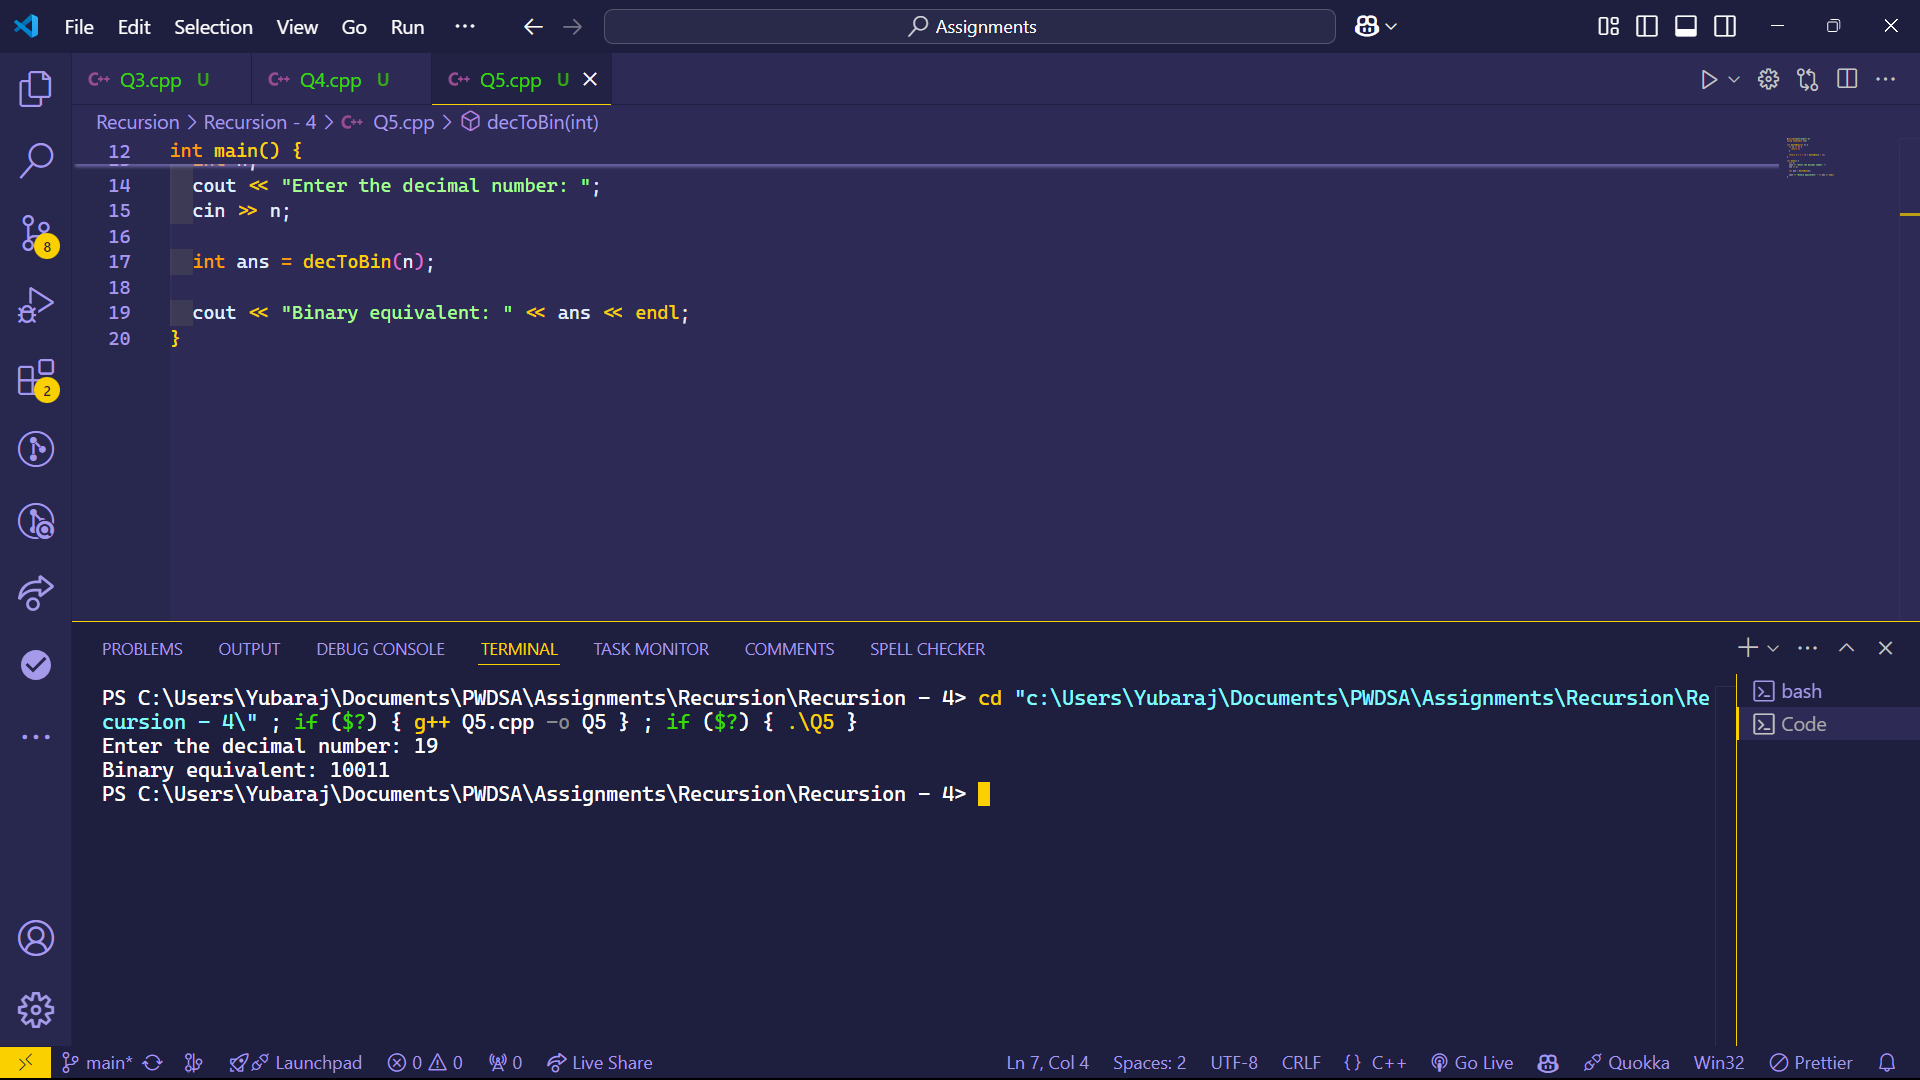 File Edit Selection View Go Run ··· Assignments
C++ Q3.cpp U C++ Q4.cpp U C++ Q5.cpp U
Recursion > Recursion - 4 > C++ Q5.cpp > decToBin(int)
12 int main() {
14 cout << "Enter the decimal number: ";
15 cin >> n;
16
17 int ans = decToBin(n);
18
19 cout << "Binary equivalent: " << ans << endl;
20 }
8
2
PROBLEMS OUTPUT DEBUG CONSOLE TERMINAL TASK MONITOR COMMENTS SPELL CHECKER
PS C:\Users\Yubaraj\Documents\PWDSA\Assignments\Recursion\Recursion - 4> cd "c:\Users\Yubaraj\Documents\PWDSA\Assignments\Recursion\Re
cursion - 4\" ; if ($?) { g++ Q5.cpp -o Q5 } ; if ($?) { .\Q5 }
Enter the decimal number: 19
Binary equivalent: 10011
PS C:\Users\Yubaraj\Documents\PWDSA\Assignments\Recursion\Recursion - 4>
bash
Code
main* Launchpad 0 0 0 Live Share Ln 7, Col 4 Spaces: 2 UTF-8 CRLF {} C++ Go Live Quokka Win32 Prettier